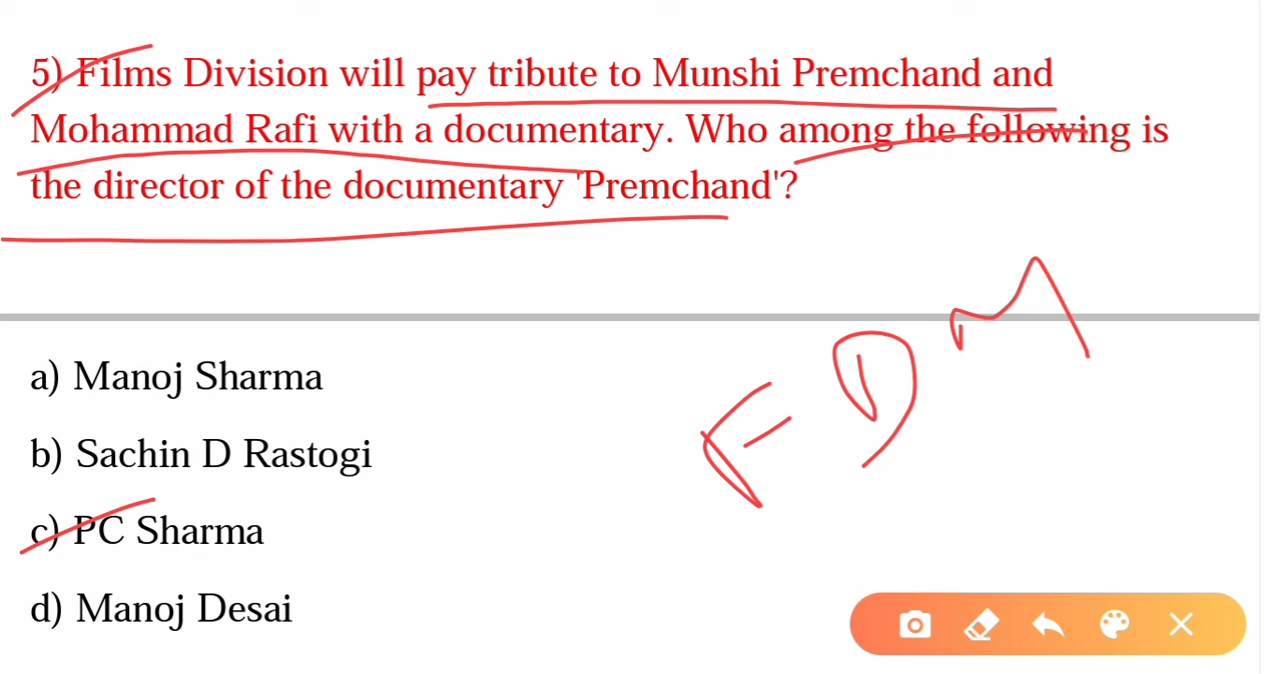 5) Films Division will pay tribute to Munshi Premchand and
Mohammad Rafi with a documentary. Who among the following is
the director of the documentary 'Premchand'?
a) Manoj Sharma
b) Sachin D Rastogi
c) PC Sharma
d) Manoj Desai
F D M